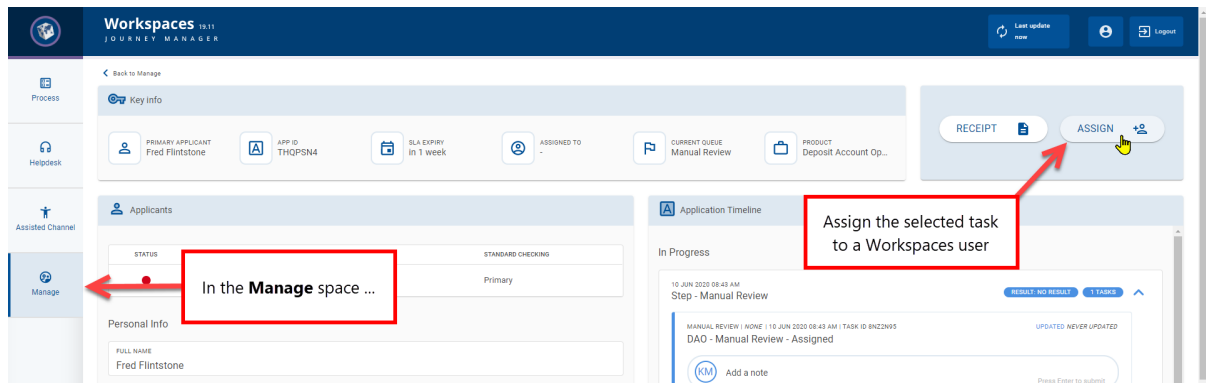 Workspaces 19.11
JOURNEY MANAGER
Last update
now
Logout
Process
Helpdesk
Assisted Channel
Manage
Back to Manage
Key info
PRIMARY APPLICANT
Fred Flintstone
APP ID
THQPSN4
SLA EXPIRY
in 1 week
ASSIGNED TO
-
CURRENT QUEUE
Manual Review
PRODUCT
Deposit Account Op...
RECEIPT
ASSIGN
Assign the selected task
to a Workspaces user
Applicants
STATUS
STANDARD CHECKING
Primary
In the Manage space ...
Personal Info
FULL NAME
Fred Flintstone
Application Timeline
In Progress
10 JUN 2020 08:43 AM
Step - Manual Review
RESULT: NO RESULT
1 TASKS
MANUAL REVIEW | NONE | 10 JUN 2020 08:43 AM | TASK ID 8NZ2N95
UPDATED NEVER UPDATED
DAO - Manual Review - Assigned
KM
Add a note
Press Enter to submit